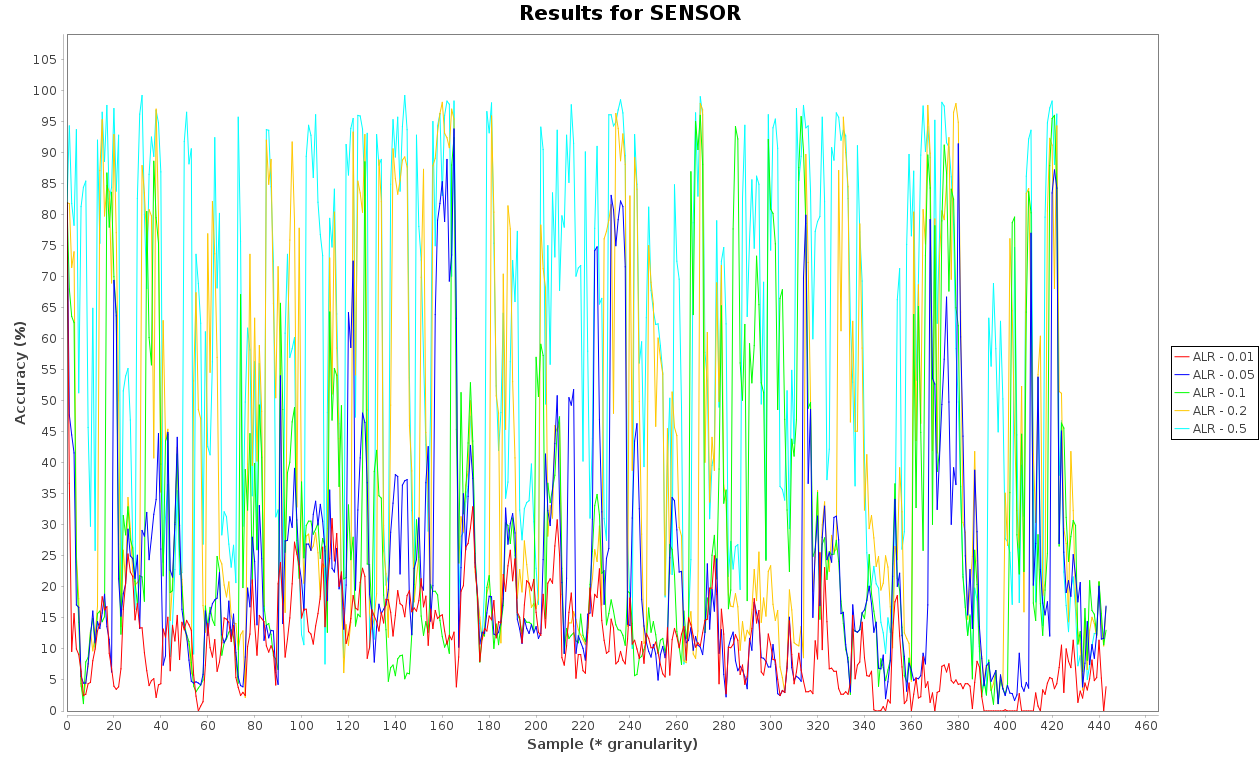 Results for SENSOR
Accuracy (%)
105
100
95
90
85
80
75
70
65
60
55
50
45
40
35
30
25
20
15
10
5
0
0 20 40 60 80 100 120 140 160 180 200 220 240 260 280 300 320 340 360 380 400 420 440 460
Sample (* granularity)
ALR - 0.01
ALR - 0.05
ALR - 0.1
ALR - 0.2
ALR - 0.5